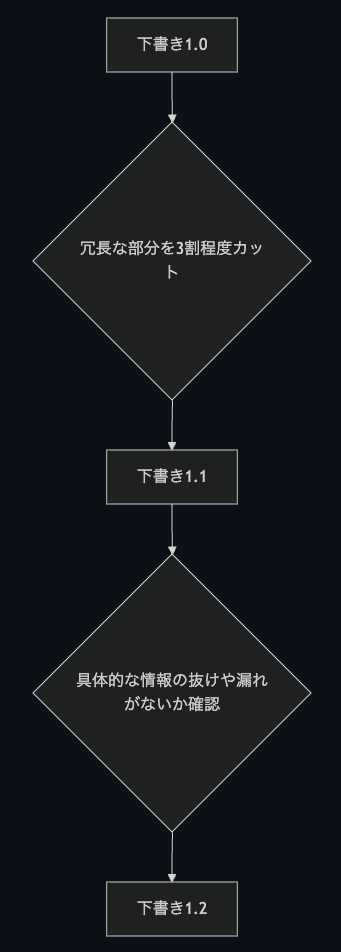 下書き1.0
冗長な部分を3割程度カッ
ト
下書き1.1
具体的な情報の抜けや漏れ
がないか確認
下書き1.2